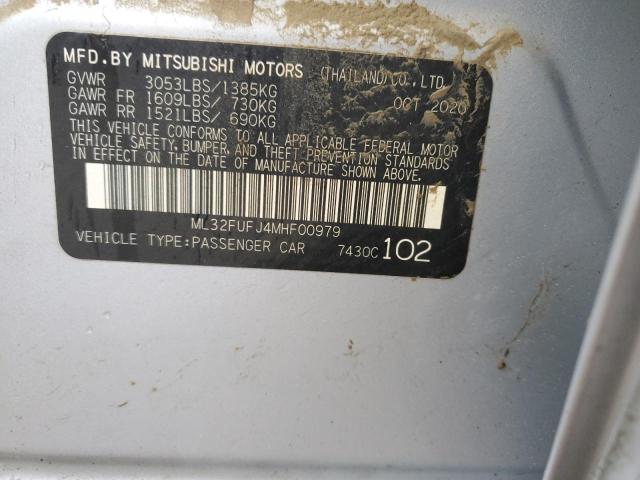 MFD.BY MITSUBISHI MOTORS (THAILAND) CO., LTD.
GVWR 3053LBS/1385KG OCT 2020
GAWR FR 1609LBS/ 730KG
GAWR RR 1521LBS/ 690KG
THIS VEHICLE CONFORMS TO ALL APPLICABLE FEDERAL MOTOR
VEHICLE SAFETY, BUMPER, AND THEFT PREVENTION STANDARDS
IN EFFECT ON THE DATE OF MANUFACTURE SHOWN ABOVE.
ML32FUFJ4MHF00979
VEHICLE TYPE:PASSENGER CAR 7430C 102